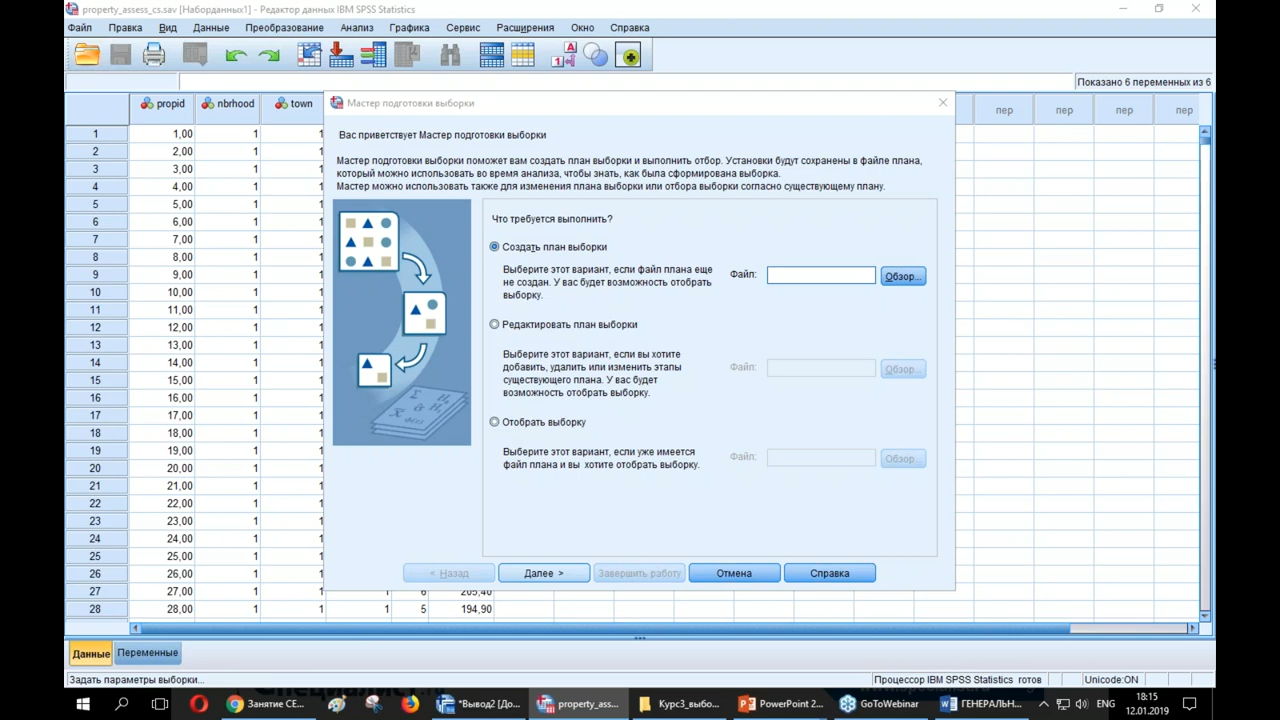 property_assess_cs.sav [Наборданных1] - Редактор данных IBM SPSS Statistics
Файл Правка Вид Данные Преобразование Анализ Графика Сервис Расширения Окно Справка
Показано 6 переменных из 6
propid nbrhood town пер пер пер пер
Мастер подготовки выборки
Вас приветствует Мастер подготовки выборки
Мастер подготовки выборки поможет вам создать план выборки и выполнить отбор. Установки будут сохранены в файле плана,
который можно использовать во время анализа, чтобы знать, как была сформирована выборка.
Мастер можно использовать также для изменения плана выборки или отбора выборки согласно существующему плану.
Что требуется выполнить?
Создать план выборки
Выберите этот вариант, если файл плана еще
не создан. У вас будет возможность отобрать
выборку.
Файл: Обзор...
Редактировать план выборки
Выберите этот вариант, если вы хотите
добавить, удалить или изменить этапы
существующего плана. У вас будет
возможность отобрать выборку.
Файл: Обзор...
Отобрать выборку
Выберите этот вариант, если уже имеется
файл плана и вы хотите отобрать выборку.
Файл: Обзор...
< Назад Далее > Завершить работу Отмена Справка
1 1,00 1 1
2 2,00 1 1
3 3,00 1 1
4 4,00 1 1
5 5,00 1 1
6 6,00 1 1
7 7,00 1 1
8 8,00 1 1
9 9,00 1 1
10 10,00 1 1
11 11,00 1 1
12 12,00 1 1
13 13,00 1 1
14 14,00 1 1
15 15,00 1 1
16 16,00 1 1
17 17,00 1 1
18 18,00 1 1
19 19,00 1 1
20 20,00 1 1
21 21,00 1 1
22 22,00 1 1
23 23,00 1 1
24 24,00 1 1
25 25,00 1 1
26 26,00 1 1
27 27,00 1 1 6 205,40
28 28,00 1 1 5 194,90
Данные Переменные
Задать параметры выборки... Процессор IBM SPSS Statistics готов Unicode:ON
Занятие СЕ... *Вывод2 [До... property_ass... Курс3_выбо... PowerPoint 2... GoToWebinar ГЕНЕРАЛЬН... ENG 18:15
12.01.2019